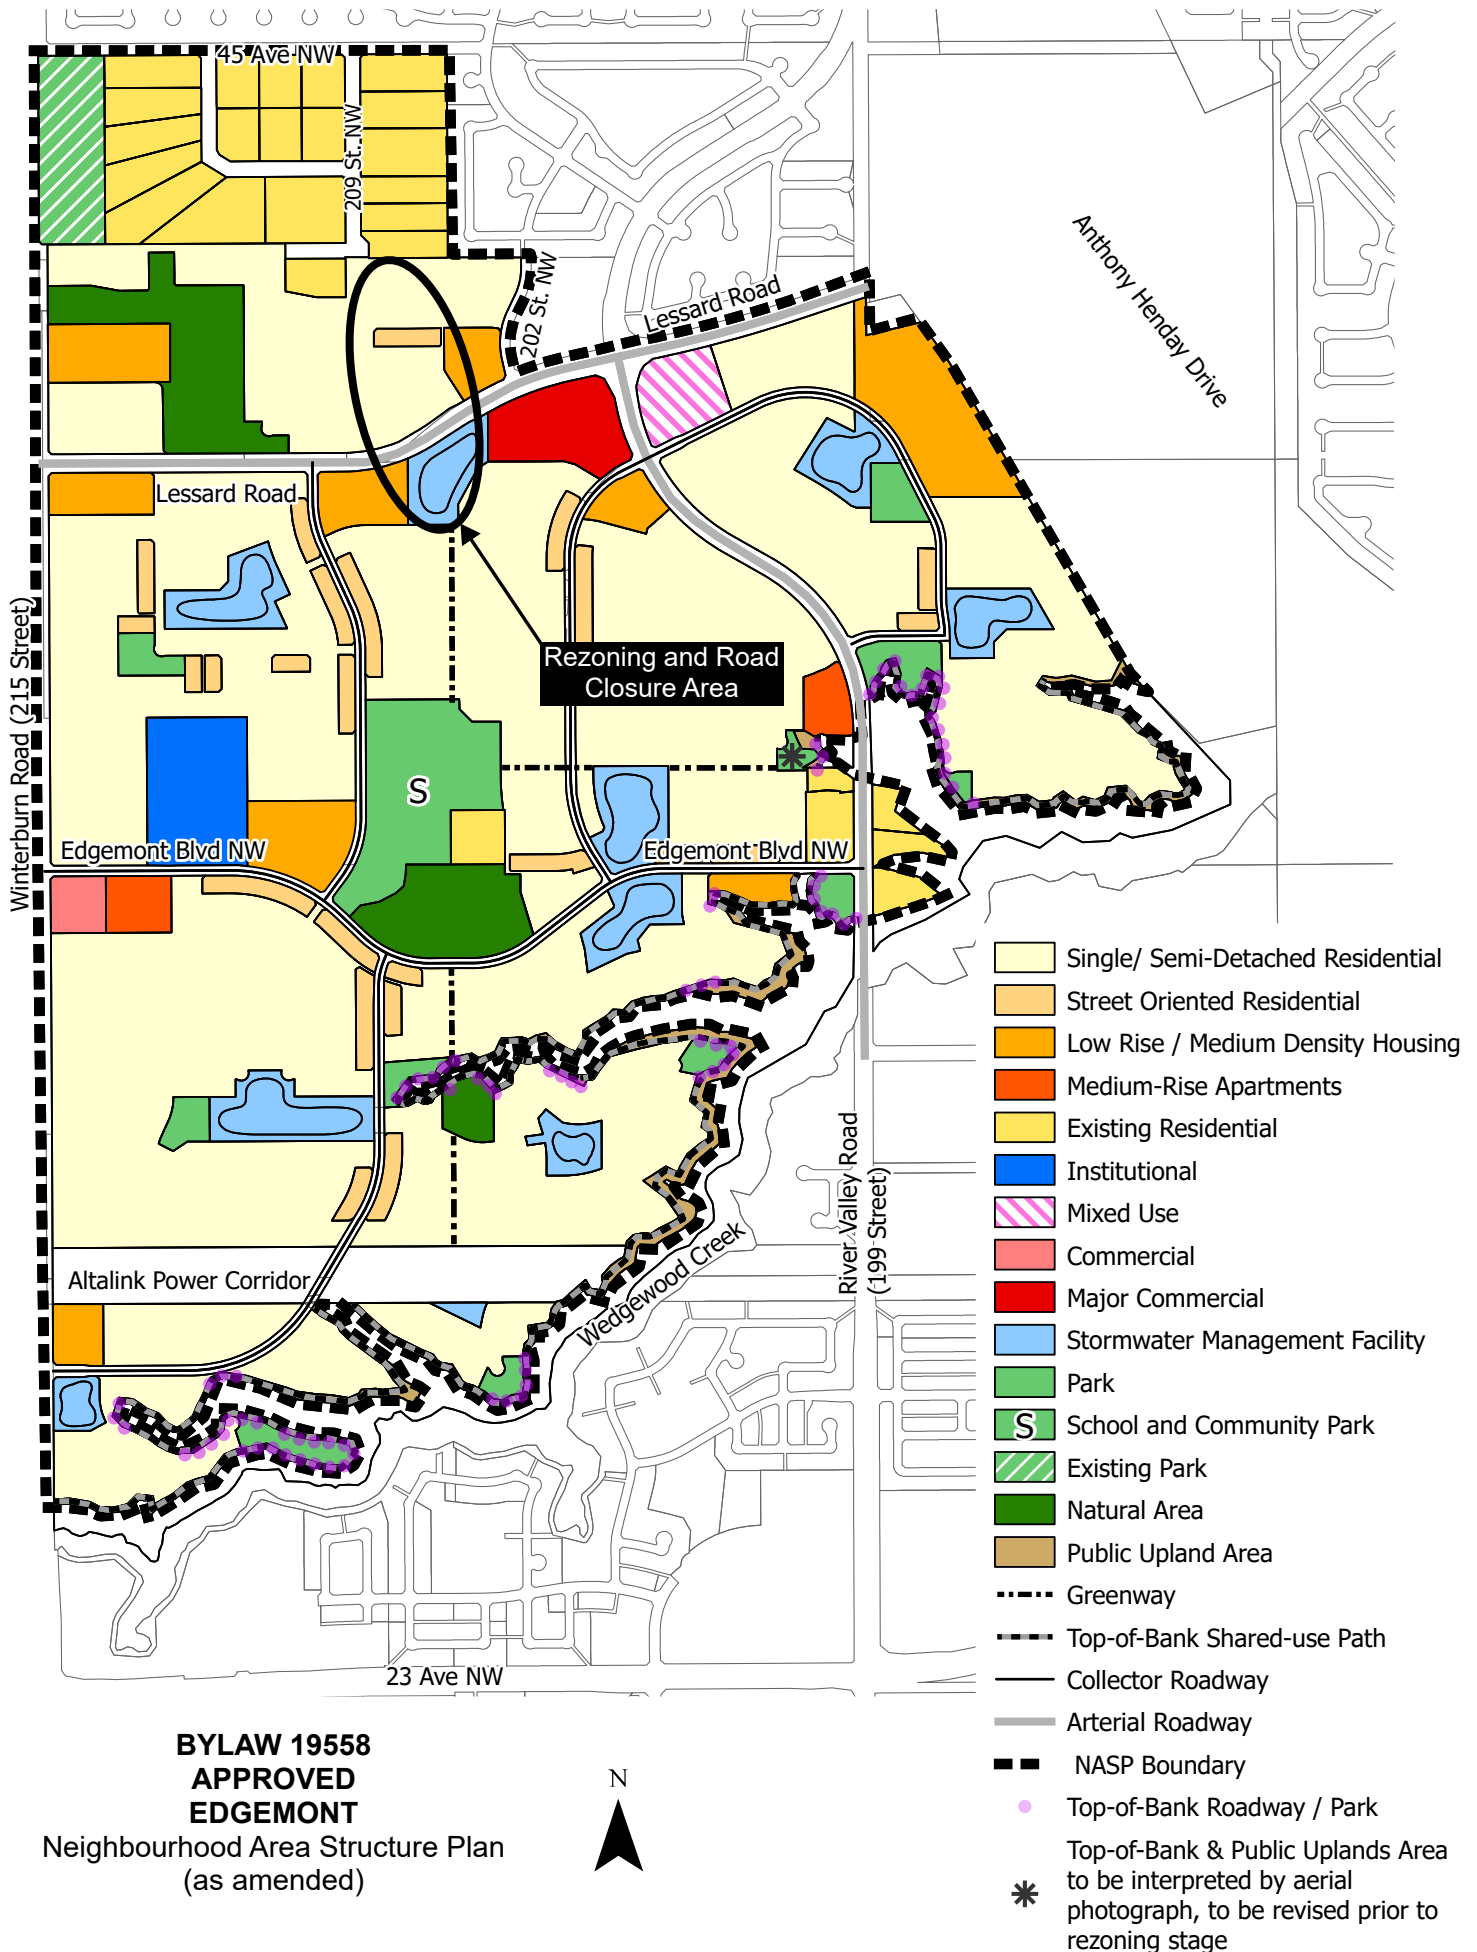 45 Ave NW
209 St. NW
202 St. NW
Lessard Road
Anthony Henday Drive
Lessard Road
Winterburn Road (215 Street)
Rezoning and Road
Closure Area
S
Edgemont Blvd NW
Edgemont Blvd NW
River Valley Road
(199 Street)
Wedgewood Creek
Altalink Power Corridor
23 Ave NW
Single/ Semi-Detached Residential
Street Oriented Residential
Low Rise / Medium Density Housing
Medium-Rise Apartments
Existing Residential
Institutional
Mixed Use
Commercial
Major Commercial
Stormwater Management Facility
Park
S School and Community Park
Existing Park
Natural Area
Public Upland Area
Greenway
Top-of-Bank Shared-use Path
Collector Roadway
Arterial Roadway
NASP Boundary
Top-of-Bank Roadway / Park
Top-of-Bank & Public Uplands Area
to be interpreted by aerial
photograph, to be revised prior to
rezoning stage
BYLAW 19558
APPROVED
EDGEMONT
Neighbourhood Area Structure Plan
(as amended)
N